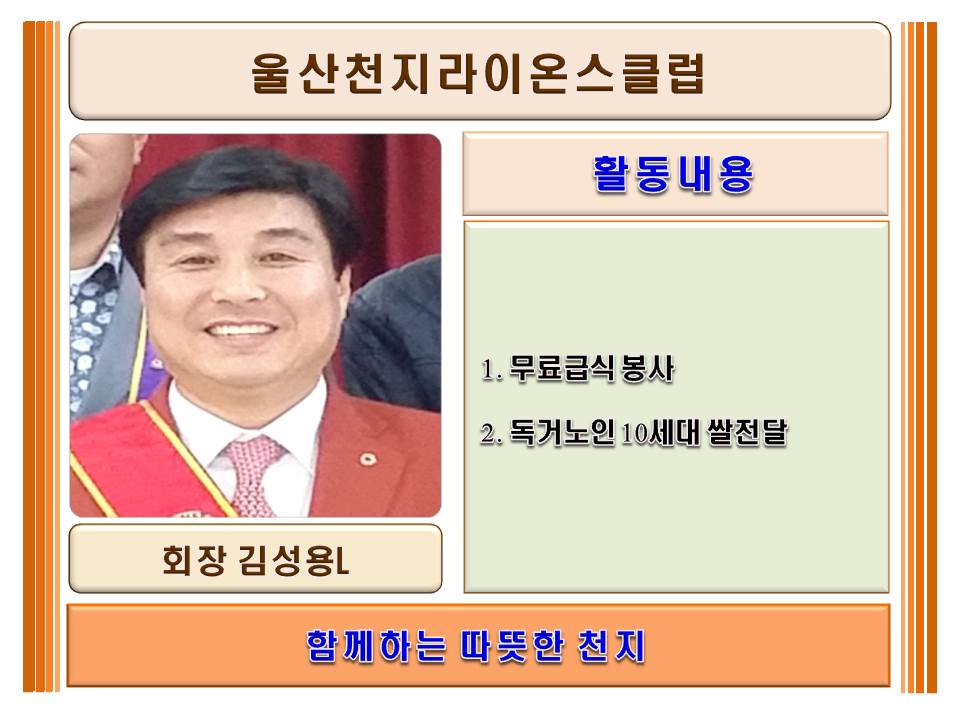 울산천지라이온스클럽
활동내용
1. 무료급식 봉사
2. 독거노인 10세대 쌀전달
회장 김성용L
함께하는 따뜻한 천지